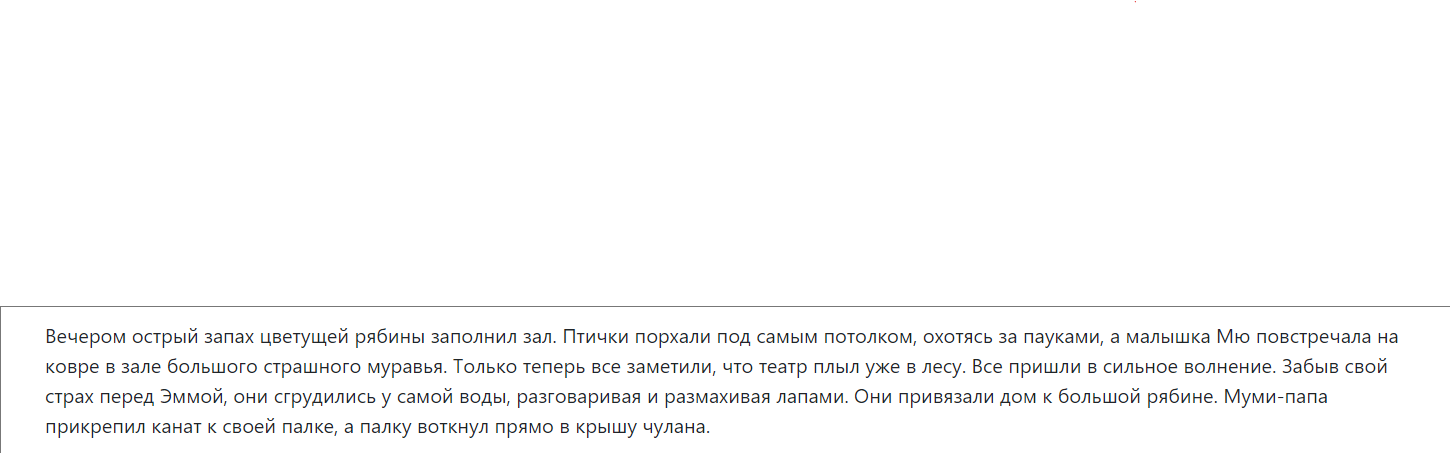 Вечером острый запах цветущей рябины заполнил зал. Птички порхали под самым потолком, охотясь за пауками, а малышка Мю повстречала на
ковре в зале большого страшного муравья. Только теперь все заметили, что театр плыл уже в лесу. Все пришли в сильное волнение. Забыв свой
страх перед Эммой, они сгрудились у самой воды, разговаривая и размахивая лапами. Они привязали дом к большой рябине. Муми-папа
прикрепил канат к своей палке, а палку воткнул прямо в крышу чулана.